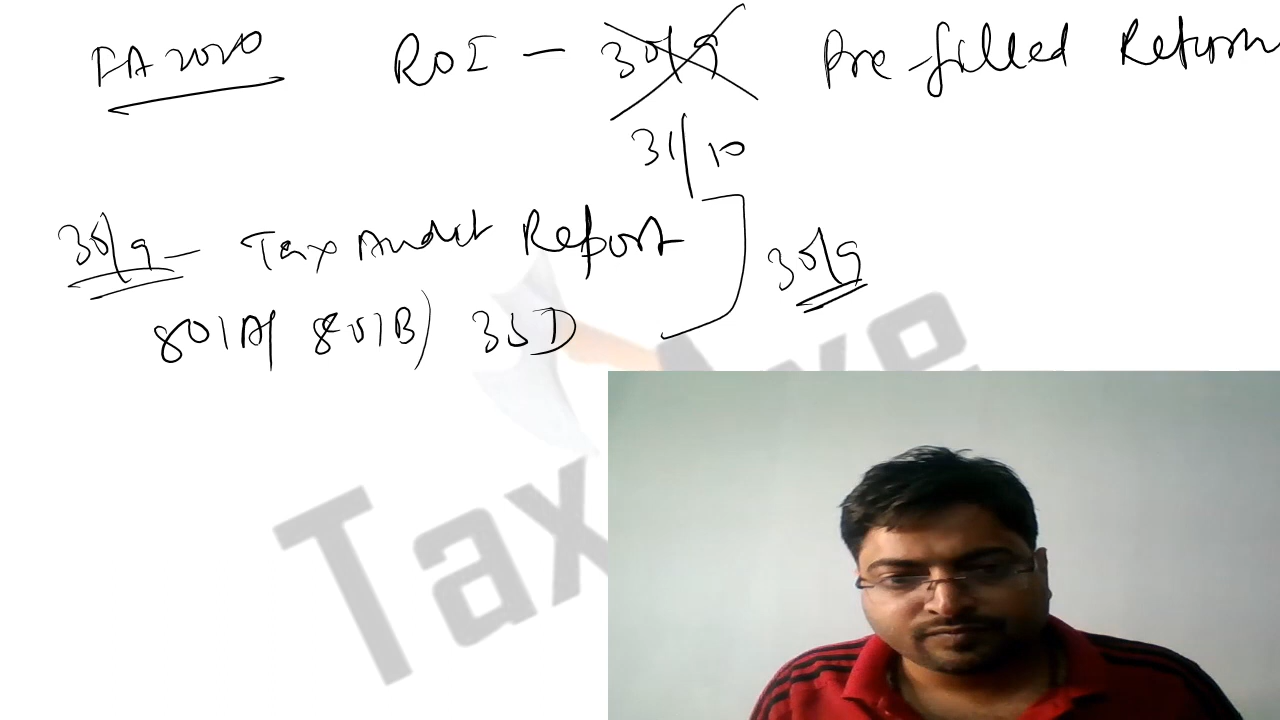 FA 2020 ROI - 30/9 Pre-filled Return
31/10
30/9 - Tax Audit Report
30/9
80IA/ 80IB/ 35D
TaxAxe